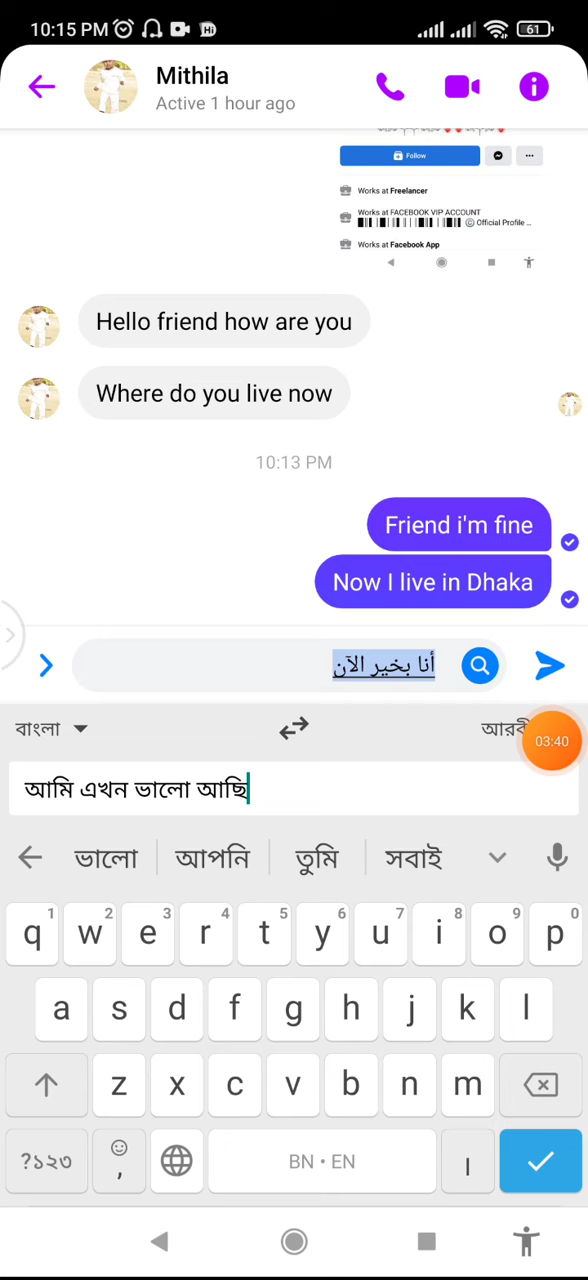 10:15 PM
Hi
61
Mithila
Active 1 hour ago
Follow
Works at Freelancer
Works at FACEBOOK VIP ACCOUNT
© Official Profile ...
Works at Facebook App
Hello friend how are you
Where do you live now
10:13 PM
Friend i'm fine
Now I live in Dhaka
أنا بخير الآن
বাংলা
আরবী
03:40
আমি এখন ভালো আছি
ভালো আপনি তুমি সবাই
q 1 w 2 e 3 r 4 t 5 y 6 u 7 i 8 o 9 p 0
a s d f g h j k l
z x c v b n m
?১২৩ , BN • EN ।